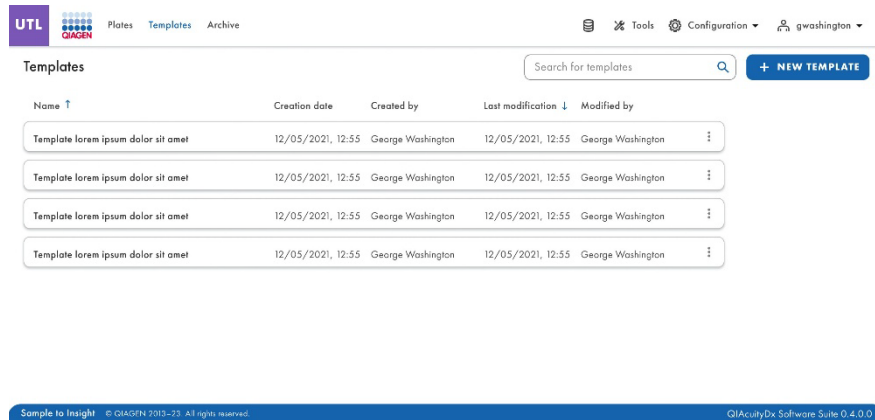 UTL QIAGEN Plates Templates Archive Tools Configuration gwashington
Templates Search for templates + NEW TEMPLATE
Name ↑ Creation date Created by Last modification ↓ Modified by
Template lorem ipsum dolor sit amet 12/05/2021, 12:55 George Washington 12/05/2021, 12:55 George Washington
Template lorem ipsum dolor sit amet 12/05/2021, 12:55 George Washington 12/05/2021, 12:55 George Washington
Template lorem ipsum dolor sit amet 12/05/2021, 12:55 George Washington 12/05/2021, 12:55 George Washington
Template lorem ipsum dolor sit amet 12/05/2021, 12:55 George Washington 12/05/2021, 12:55 George Washington
Sample to Insight © QIAGEN 2013–23. All rights reserved. QIAcuityDx Software Suite 0.4.0.0